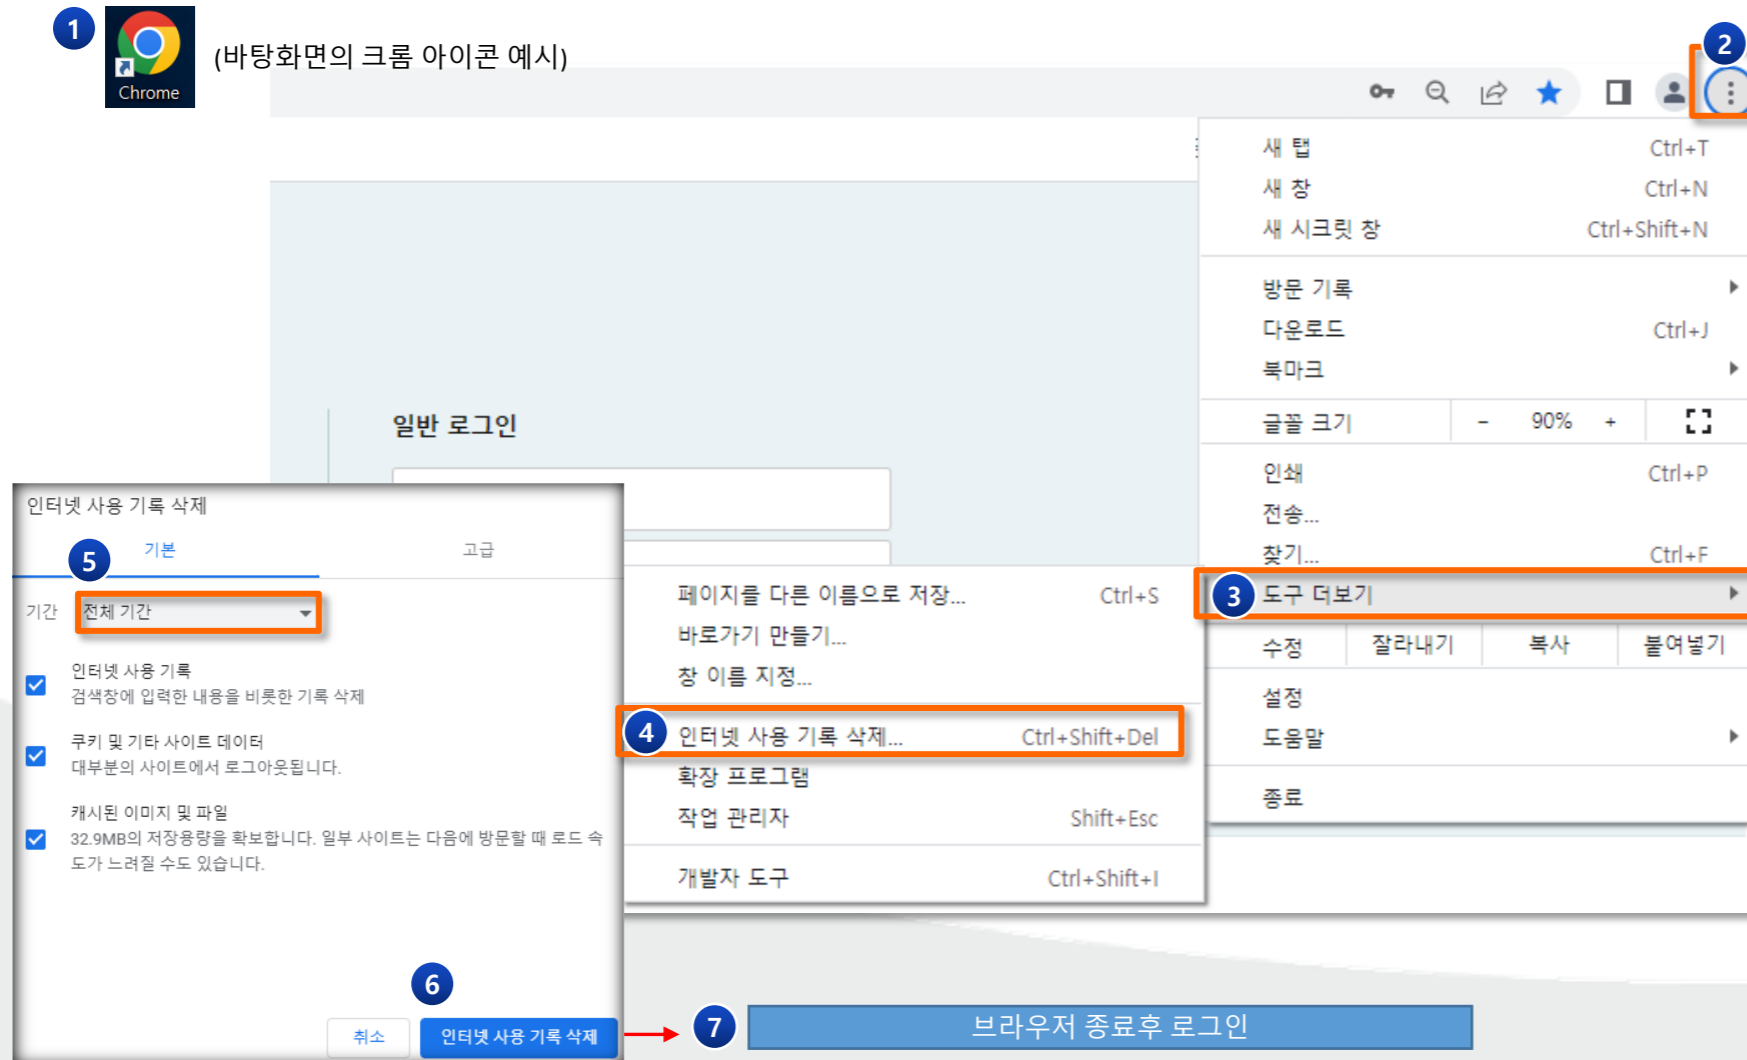 1
Chrome
(바탕화면의 크롬 아이콘 예시)
2
새 탭 Ctrl+T
새 창 Ctrl+N
새 시크릿 창 Ctrl+Shift+N
방문 기록
다운로드 Ctrl+J
북마크
글꼴 크기 - 90% +
인쇄 Ctrl+P
전송...
찾기... Ctrl+F
3 도구 더보기
수정 잘라내기 복사 붙여넣기
설정
도움말
종료
일반 로그인
페이지를 다른 이름으로 저장... Ctrl+S
바로가기 만들기...
창 이름 지정...
4 인터넷 사용 기록 삭제... Ctrl+Shift+Del
확장 프로그램
작업 관리자 Shift+Esc
개발자 도구 Ctrl+Shift+I
인터넷 사용 기록 삭제
5 기본 고급
기간 전체 기간
인터넷 사용 기록
검색창에 입력한 내용을 비롯한 기록 삭제
쿠키 및 기타 사이트 데이터
대부분의 사이트에서 로그아웃됩니다.
캐시된 이미지 및 파일
32.9MB의 저장용량을 확보합니다. 일부 사이트는 다음에 방문할 때 로드 속
도가 느려질 수도 있습니다.
6
취소 인터넷 사용 기록 삭제
7 브라우저 종료후 로그인